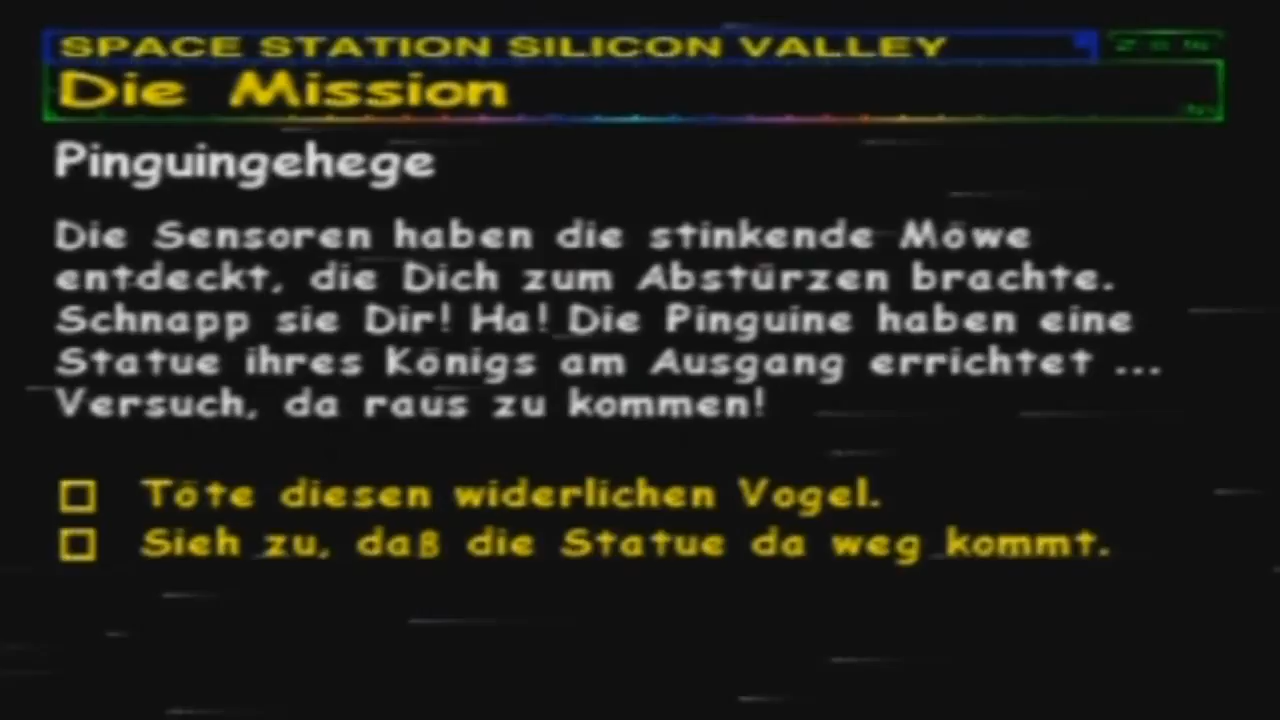 SPACE STATION SILICON VALLEY
Die Mission
Pinguingehege
Die Sensoren haben die stinkende Möwe
entdeckt, die Dich zum Abstürzen brachte.
Schnapp sie Dir! Ha! Die Pinguine haben eine
Statue ihres Königs am Ausgang errichtet ...
Versuch, da raus zu kommen!
Töte diesen widerlichen Vogel.
Sieh zu, daß die Statue da weg kommt.